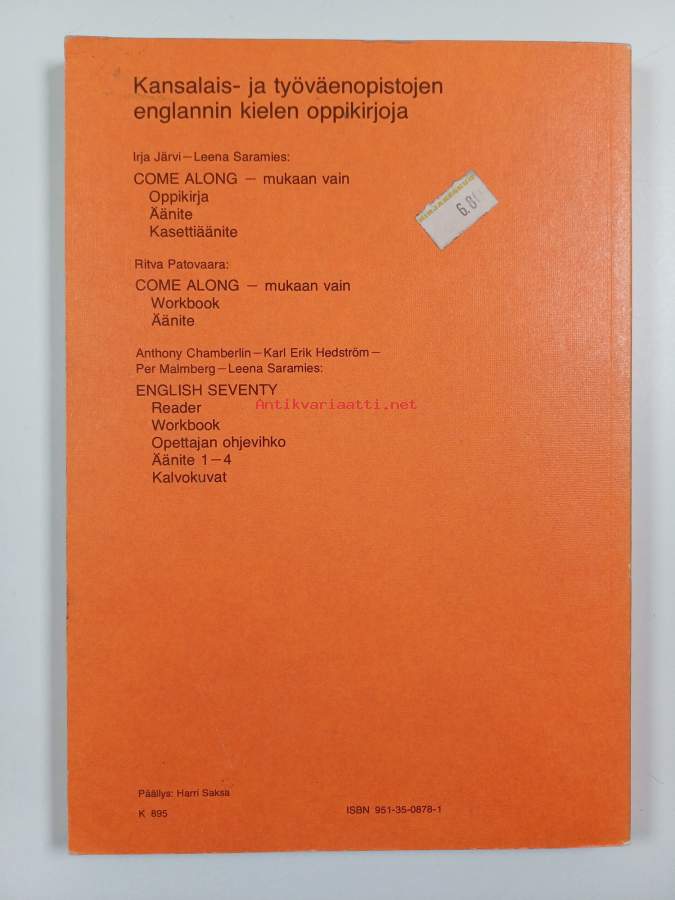 Kansalais- ja työväenopistojen
englannin kielen oppikirjoja
Irja Järvi—Leena Saramies:
COME ALONG — mukaan vain
Oppikirja
Äänite
Kasettiäänite
Ritva Patovaara:
COME ALONG — mukaan vain
Workbook
Äänite
Anthony Chamberlin—Karl Erik Hedström—
Per Malmberg—Leena Saramies:
ENGLISH SEVENTY
Reader
Workbook
Opettajan ohjevihko
Äänite 1—4
Kalvokuvat
Antikvariaatti.net
Päällys: Harri Saksa
K 895
ISBN 951-35-0878-1